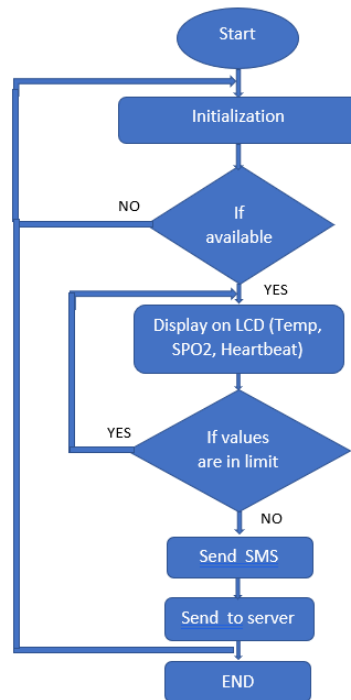 Start
Initialization
NO
If
available
YES
Display on LCD (Temp,
SPO2, Heartbeat)
YES
If values
are in limit
NO
Send SMS
Send to server
END